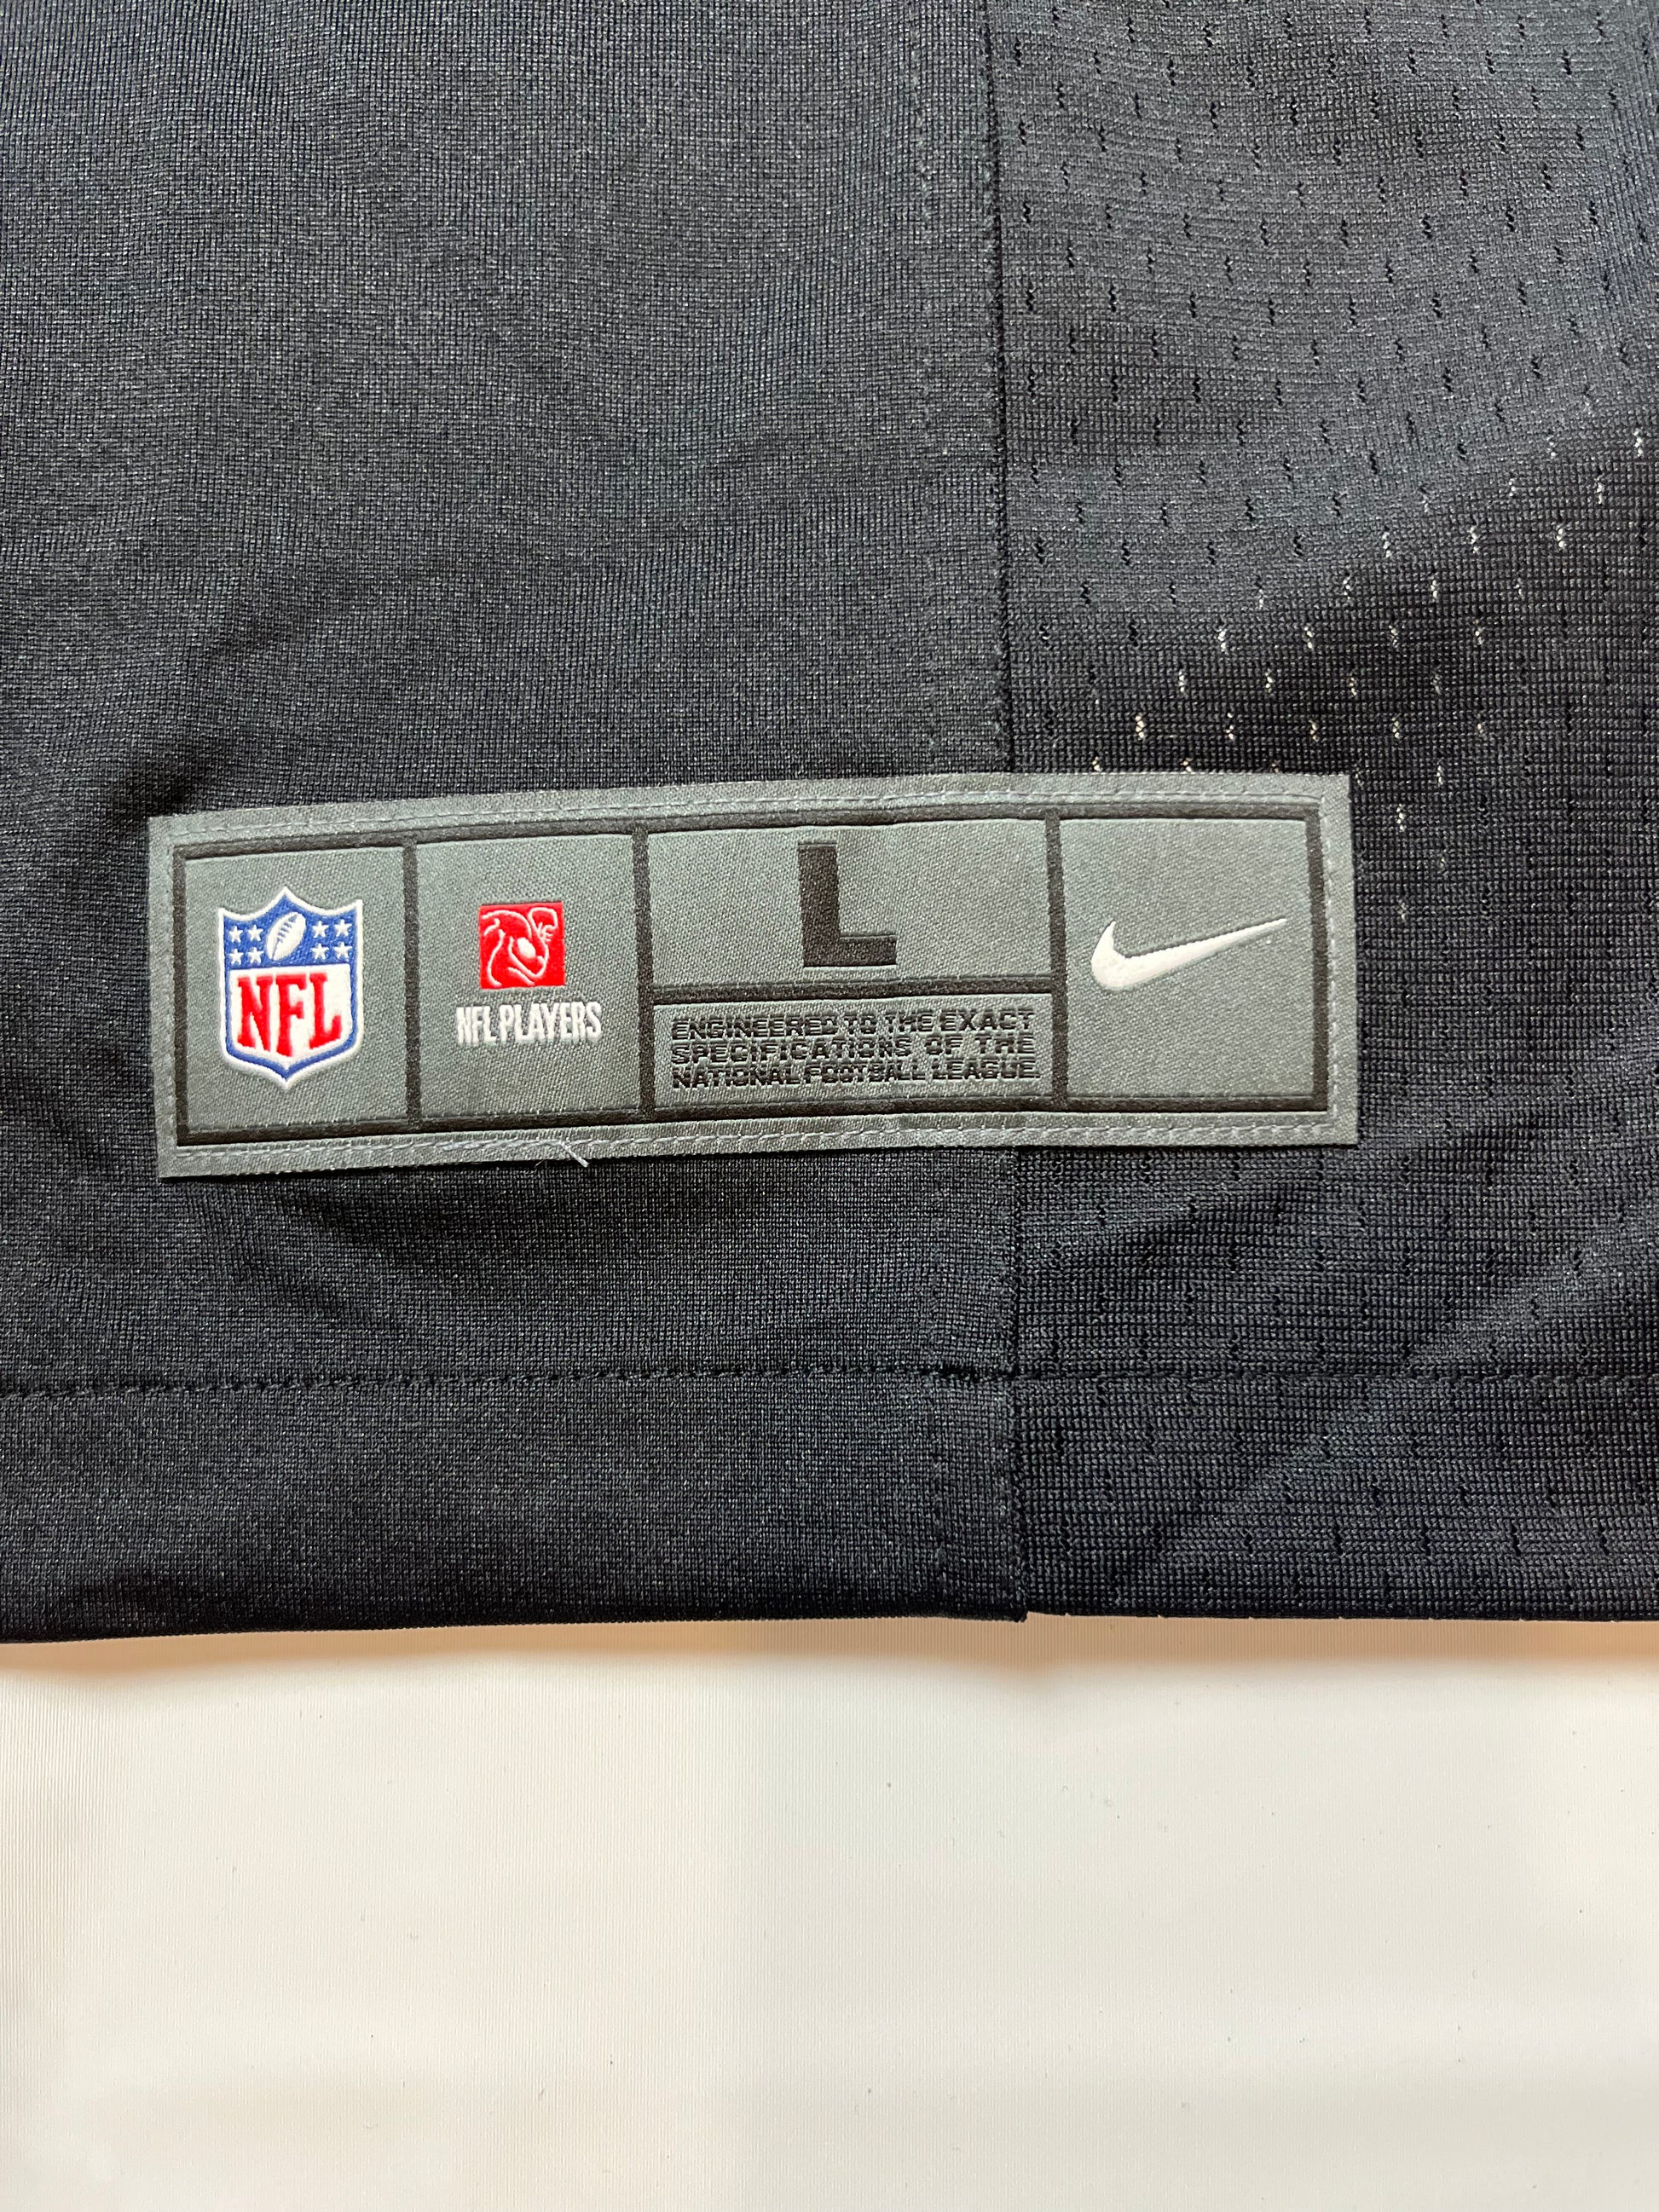 NFL
NFL PLAYERS
L
ENGINEERED TO THE EXACT
SPECIFICATIONS OF THE
NATIONAL FOOTBALL LEAGUE.